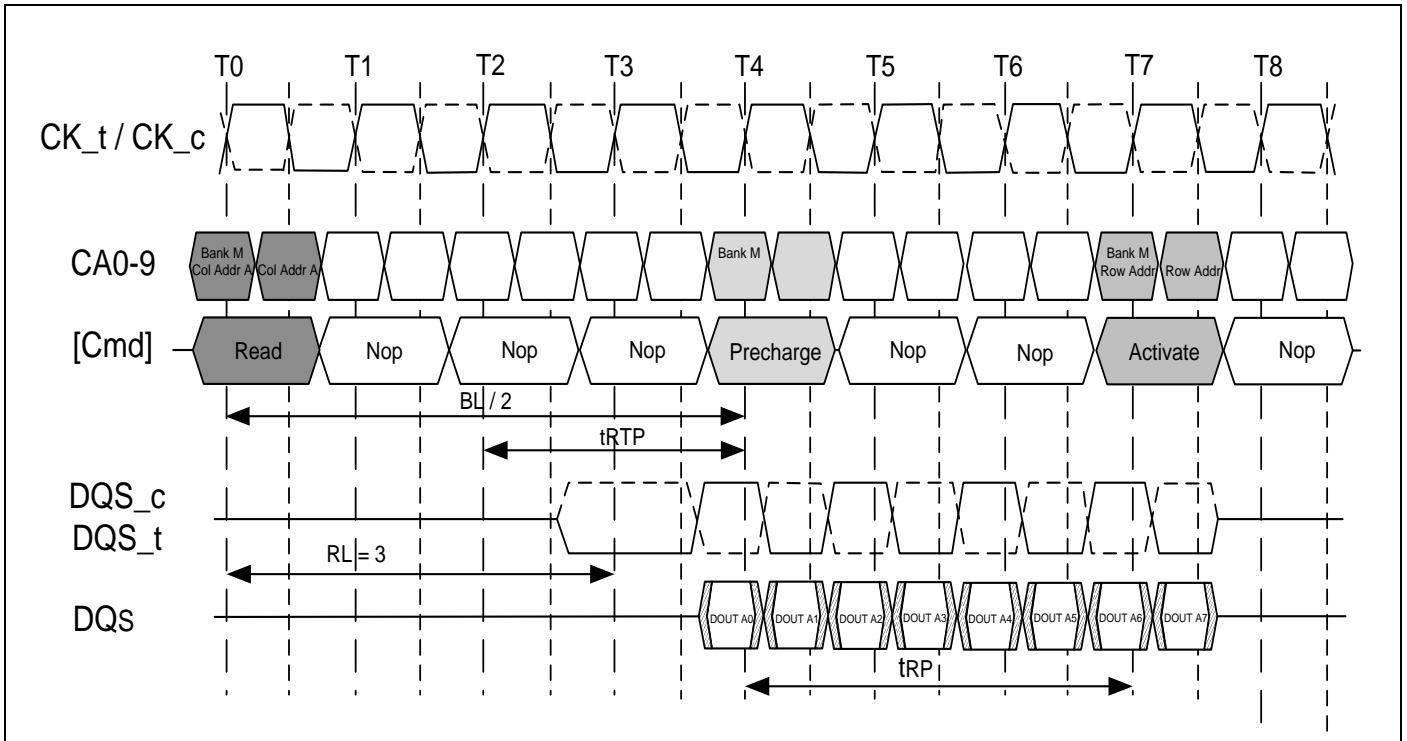 T0 T1 T2 T3 T4 T5 T6 T7 T8
CK_t / CK_c
CA0-9
Bank M
Col Addr A
Col Addr A
Bank M
Bank M
Row Addr
Row Addr
[Cmd]
Read Nop Nop Nop Precharge Nop Nop Activate Nop
BL / 2
tRTP
DQS_c
DQS_t
RL = 3
DQs
DOUT A0 DOUT A1 DOUT A2 DOUT A3 DOUT A4 DOUT A5 DOUT A6 DOUT A7
tRP